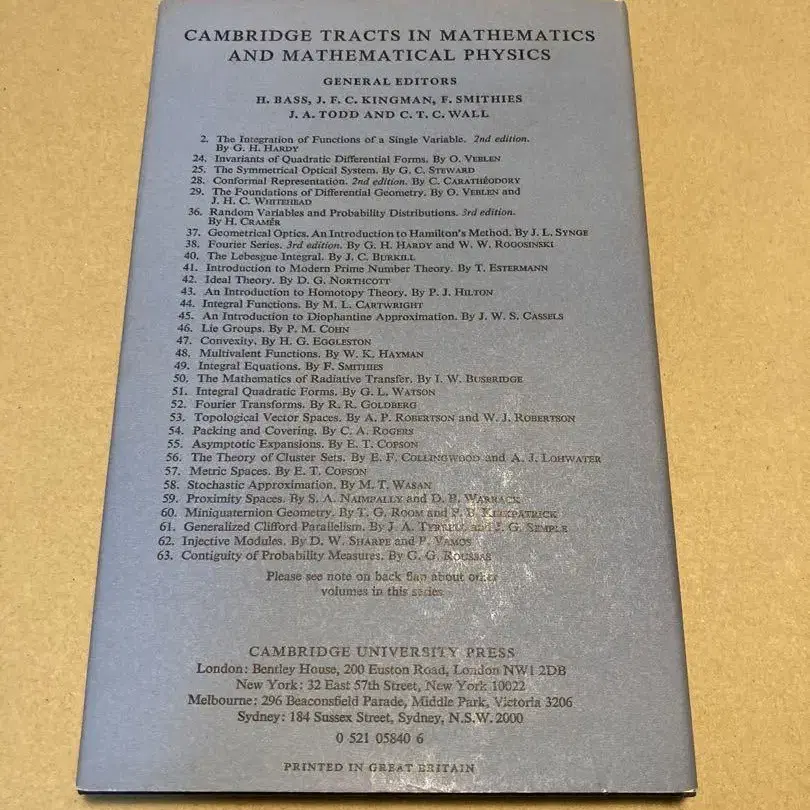 CAMBRIDGE TRACTS IN MATHEMATICS
AND MATHEMATICAL PHYSICS
GENERAL EDITORS
H. BASS, J. F. C. KINGMAN, F. SMITHIES
J. A. TODD AND C. T. C. WALL
2. The Integration of Functions of a Single Variable. 2nd edition.
By G. H. HARDY
24. Invariants of Quadratic Differential Forms. By O. VEBLEN
25. The Symmetrical Optical System. By G. C. STEWARD
28. Conformal Representation. 2nd edition. By C. CARATHÉODORY
29. The Foundations of Differential Geometry. By O. VEBLEN and
J. H. C. WHITEHEAD
36. Random Variables and Probability Distributions. 3rd edition.
By H. CRAMÉR
37. Geometrical Optics. An Introduction to Hamilton's Method. By J. L. SYNGE
38. Fourier Series. 3rd edition. By G. H. HARDY and W. W. ROGOSINSKI
40. The Lebesgue Integral. By J. C. BURKILL
41. Introduction to Modern Prime Number Theory. By T. ESTERMANN
42. Ideal Theory. By D. G. NORTHCOTT
43. An Introduction to Homotopy Theory. By P. J. HILTON
44. Integral Functions. By M. L. CARTWRIGHT
45. An Introduction to Diophantine Approximation. By J. W. S. CASSELS
46. Lie Groups. By P. M. COHN
47. Convexity. By H. G. EGGLESTON
48. Multivalent Functions. By W. K. HAYMAN
49. Integral Equations. By F. SMITHIES
50. The Mathematics of Radiative Transfer. By I. W. BUSBRIDGE
51. Integral Quadratic Forms. By G. L. WATSON
52. Fourier Transforms. By R. R. GOLDBERG
53. Topological Vector Spaces. By A. P. ROBERTSON and W. J. ROBERTSON
54. Packing and Covering. By C. A. ROGERS
55. Asymptotic Expansions. By E. T. COPSON
56. The Theory of Cluster Sets. By E. F. COLLINGWOOD and A. J. LOHWATER
57. Metric Spaces. By E. T. COPSON
58. Stochastic Approximation. By M. T. WASAN
59. Proximity Spaces. By S. A. NAIMPALLY and D. B. WARRACK
60. Miniquaternion Geometry. By T. G. ROOM and P. B. KIRKPATRICK
61. Generalized Clifford Parallelism. By J. A. TYRRELL and J. G. SEMPLE
62. Injective Modules. By D. W. SHARPE and P. VAMOS
63. Contiguity of Probability Measures. By G. G. ROUSSAS
Please see note on back flap about other
volumes in this series
CAMBRIDGE UNIVERSITY PRESS
London: Bentley House, 200 Euston Road, London NW1 2DB
New York: 32 East 57th Street, New York 10022
Melbourne: 296 Beaconsfield Parade, Middle Park, Victoria 3206
Sydney: 184 Sussex Street, Sydney, N.S.W. 2000
0 521 05840 6
PRINTED IN GREAT BRITAIN